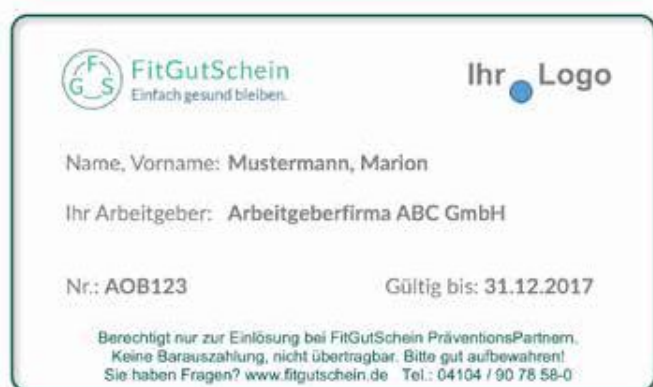 FGS
FitGutSchein
Einfach gesund bleiben.
Ihr Logo
Name, Vorname: Mustermann, Marion
Ihr Arbeitgeber: Arbeitgeberfirma ABC GmbH
Nr.: AOB123 Gültig bis: 31.12.2017
Berechtigt nur zur Einlösung bei FitGutSchein PräventionsPartnern.
Keine Barauszahlung, nicht übertragbar. Bitte gut aufbewahren!
Sie haben Fragen? www.fitgutschein.de Tel.: 04104 / 90 78 58-0